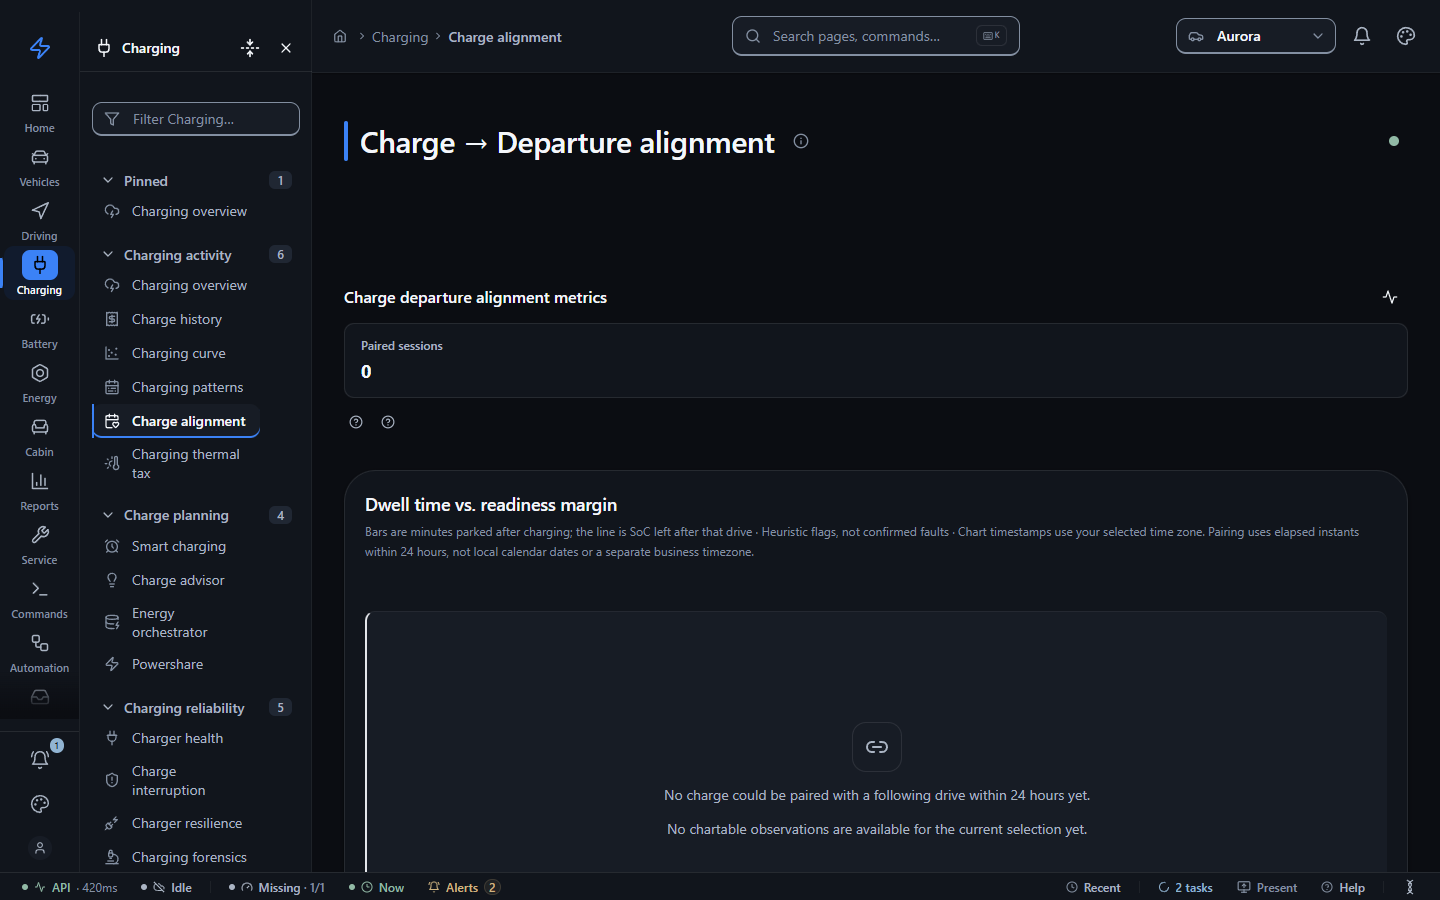 Charging
Charging
Charge alignment
Search pages, commands...
K
Aurora
Home
Vehicles
Driving
Charging
Battery
Energy
Cabin
Reports
Service
Commands
Automation
1
Filter Charging...
Pinned
1
Charging overview
Charging activity
6
Charging overview
Charge history
Charging curve
Charging patterns
Charge alignment
Charging thermal
tax
Charge planning
4
Smart charging
Charge advisor
Energy
orchestrator
Powershare
Charging reliability
5
Charger health
Charge
interruption
Charger resilience
Charging forensics
Charge → Departure alignment
Charge departure alignment metrics
Paired sessions
0
Dwell time vs. readiness margin
Bars are minutes parked after charging; the line is SoC left after that drive · Heuristic flags, not confirmed faults · Chart timestamps use your selected time zone. Pairing uses elapsed instants
within 24 hours, not local calendar dates or a separate business timezone.
No charge could be paired with a following drive within 24 hours yet.
No chartable observations are available for the current selection yet.
API · 420ms
Idle
Missing · 1/1
Now
Alerts 2
Recent
2 tasks
Present
Help